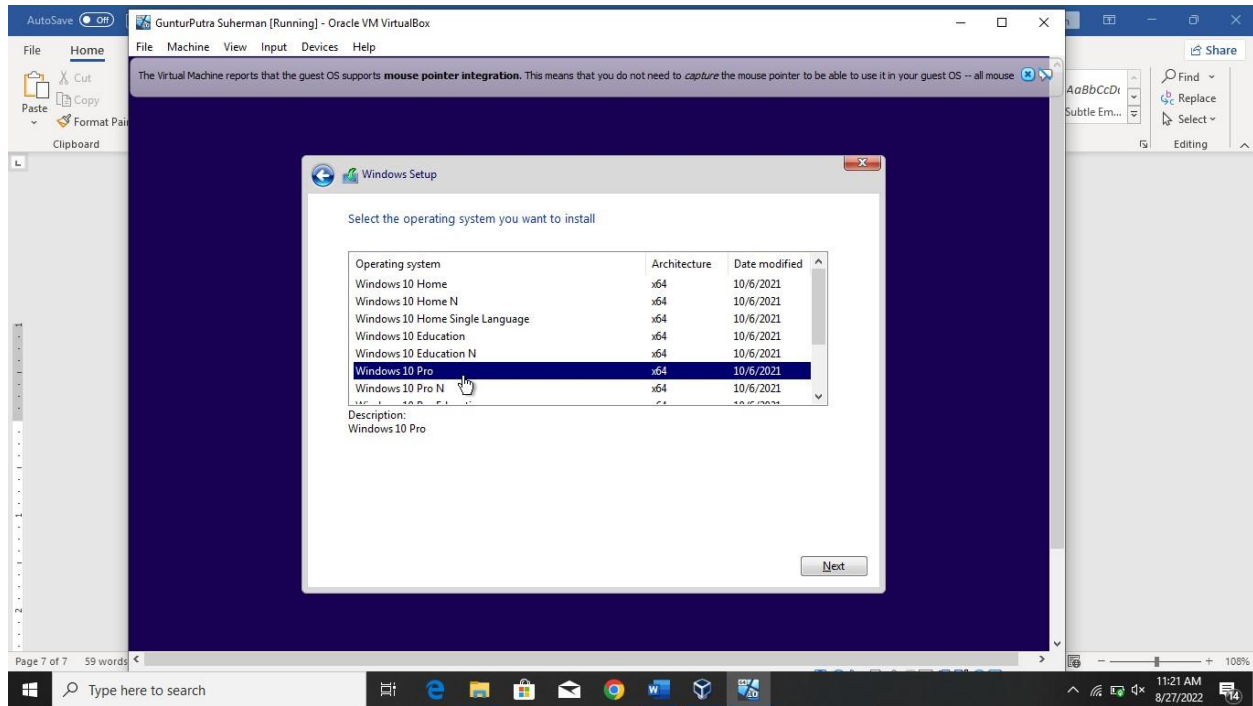 AutoSave Off
GunturPutra Suherman [Running] - Oracle VM VirtualBox
File Home
File Machine View Input Devices Help
Share
The Virtual Machine reports that the guest OS supports mouse pointer integration. This means that you do not need to capture the mouse pointer to be able to use it in your guest OS -- all mouse
Cut
Copy
Paste
Format Pai
Clipboard
AaBbCcDc
Subtle Em...
Find
Replace
Select
Editing
Windows Setup
Select the operating system you want to install
Operating system Architecture Date modified
Windows 10 Home x64 10/6/2021
Windows 10 Home N x64 10/6/2021
Windows 10 Home Single Language x64 10/6/2021
Windows 10 Education x64 10/6/2021
Windows 10 Education N x64 10/6/2021
Windows 10 Pro x64 10/6/2021
Windows 10 Pro N x64 10/6/2021
Description:
Windows 10 Pro
Next
Page 7 of 7 59 words
108%
Type here to search
11:21 AM
8/27/2022
14